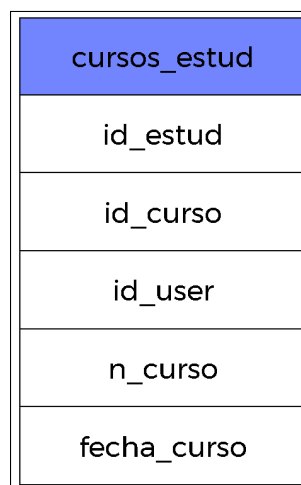 cursos_estud
id_estud
id_curso
id_user
n_curso
fecha_curso